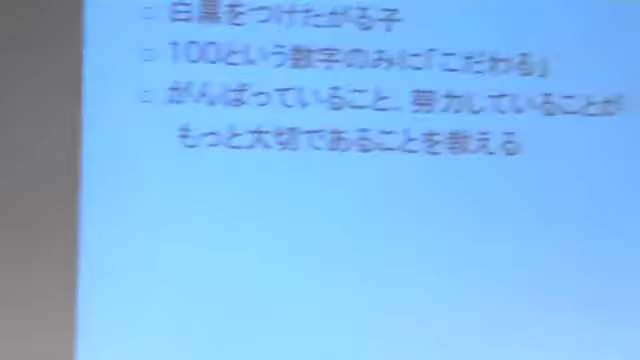 □ 白黒をつけたがる子
□ 100という数字のみに「こだわる」
□ がんばっていること、努力していることが
もっと大切であることを教える